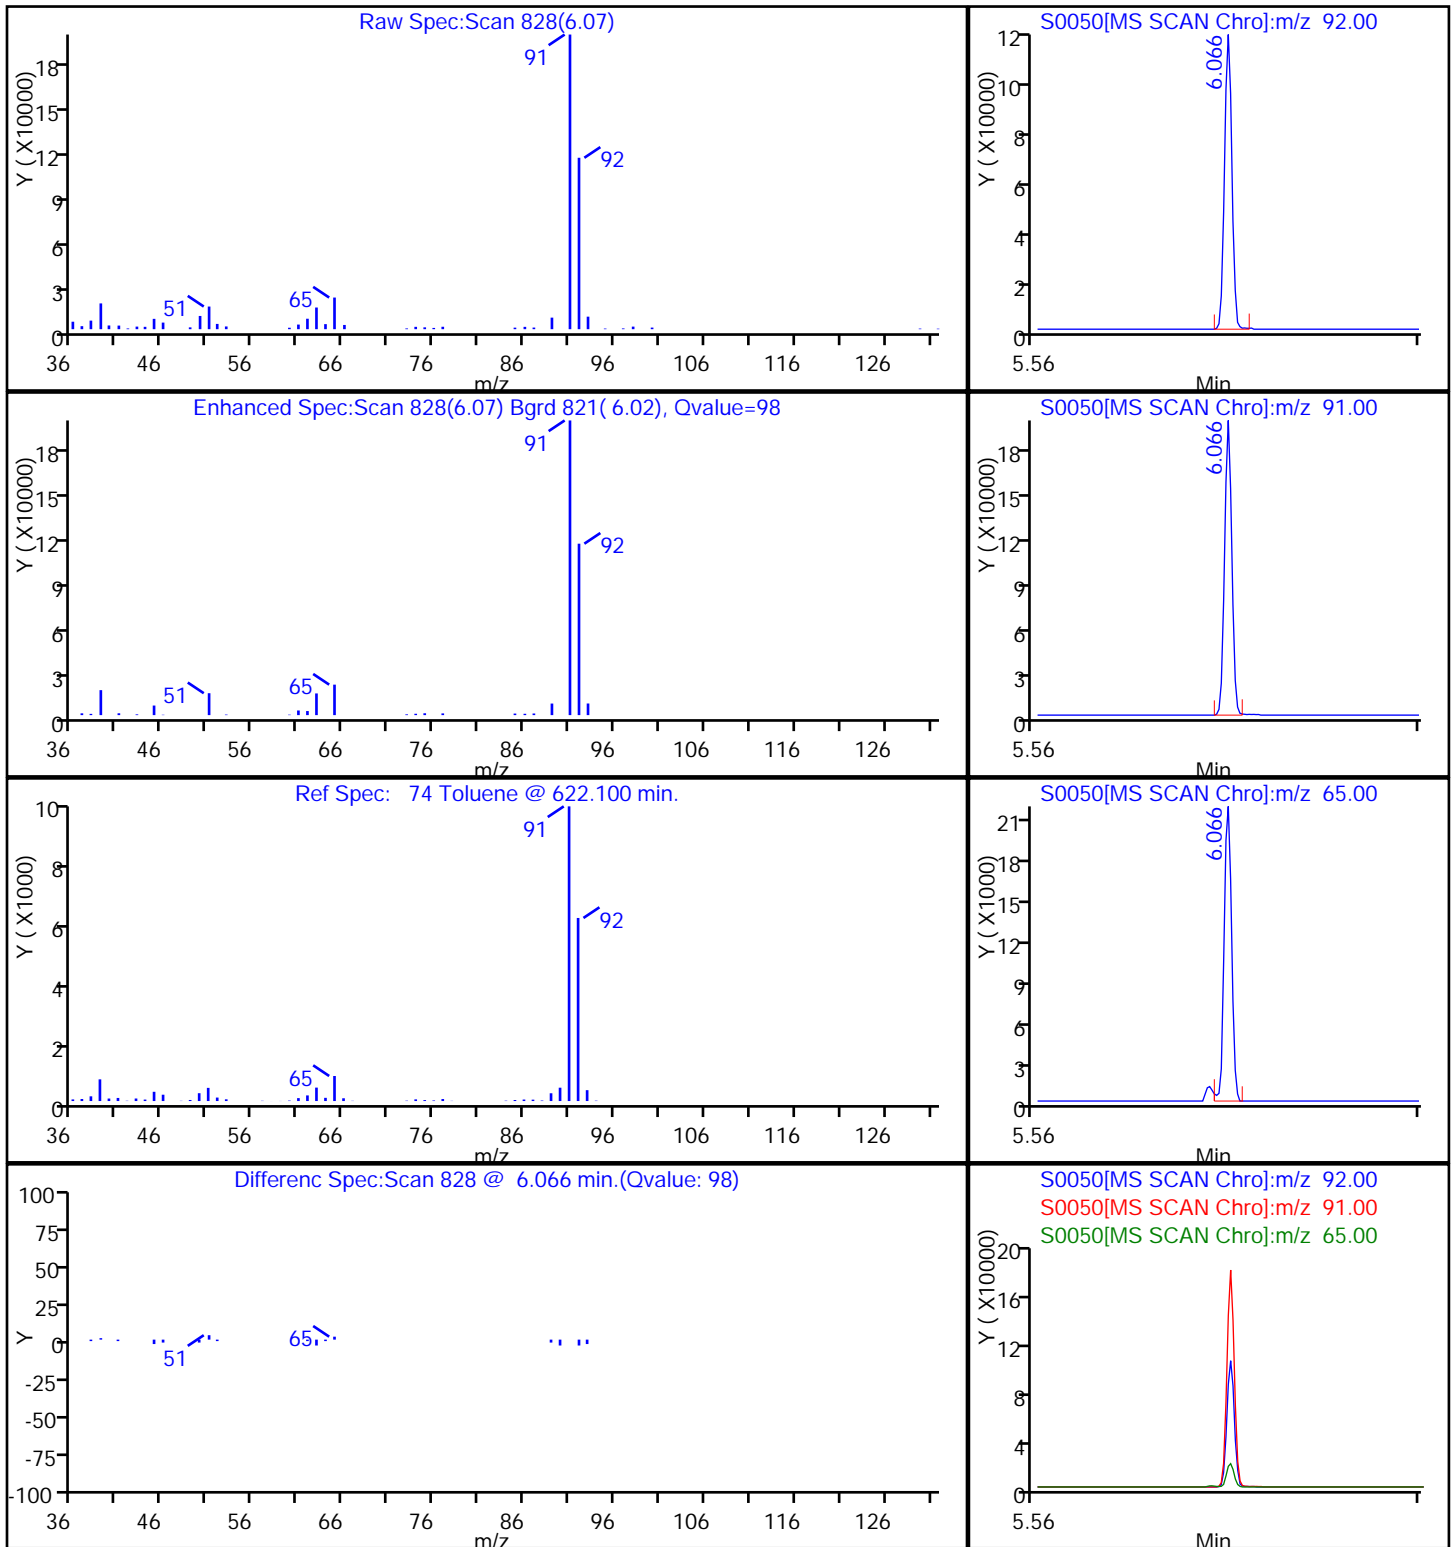 Raw Spec:Scan 828(6.07)
Y ( X10000)
18
15
12
9
6
3
0
91
92
51
65
36 46 56 66 76 86 96 106 116 126
m/z
S0050[MS SCAN Chro]:m/z 92.00
Y ( X10000)
12
10
8
6
4
2
0
6.066
5.56
Min
Enhanced Spec:Scan 828(6.07) Bgrd 821( 6.02), Qvalue=98
Y ( X10000)
18
15
12
9
6
3
0
91
92
51
65
36 46 56 66 76 86 96 106 116 126
m/z
S0050[MS SCAN Chro]:m/z 91.00
Y ( X10000)
18
15
12
9
6
3
0
6.066
5.56
Min
Ref Spec: 74 Toluene @ 622.100 min.
Y ( X1000)
10
8
6
4
2
0
91
92
65
36 46 56 66 76 86 96 106 116 126
m/z
S0050[MS SCAN Chro]:m/z 65.00
Y ( X1000)
21
18
15
12
9
6
3
0
6.066
5.56
Min
Differenc Spec:Scan 828 @ 6.066 min.(Qvalue: 98)
Y
100
75
50
25
0
-25
-50
-75
-100
51
65
36 46 56 66 76 86 96 106 116 126
m/z
S0050[MS SCAN Chro]:m/z 92.00
S0050[MS SCAN Chro]:m/z 91.00
S0050[MS SCAN Chro]:m/z 65.00
Y ( X10000)
20
16
12
8
4
0
5.56
Min